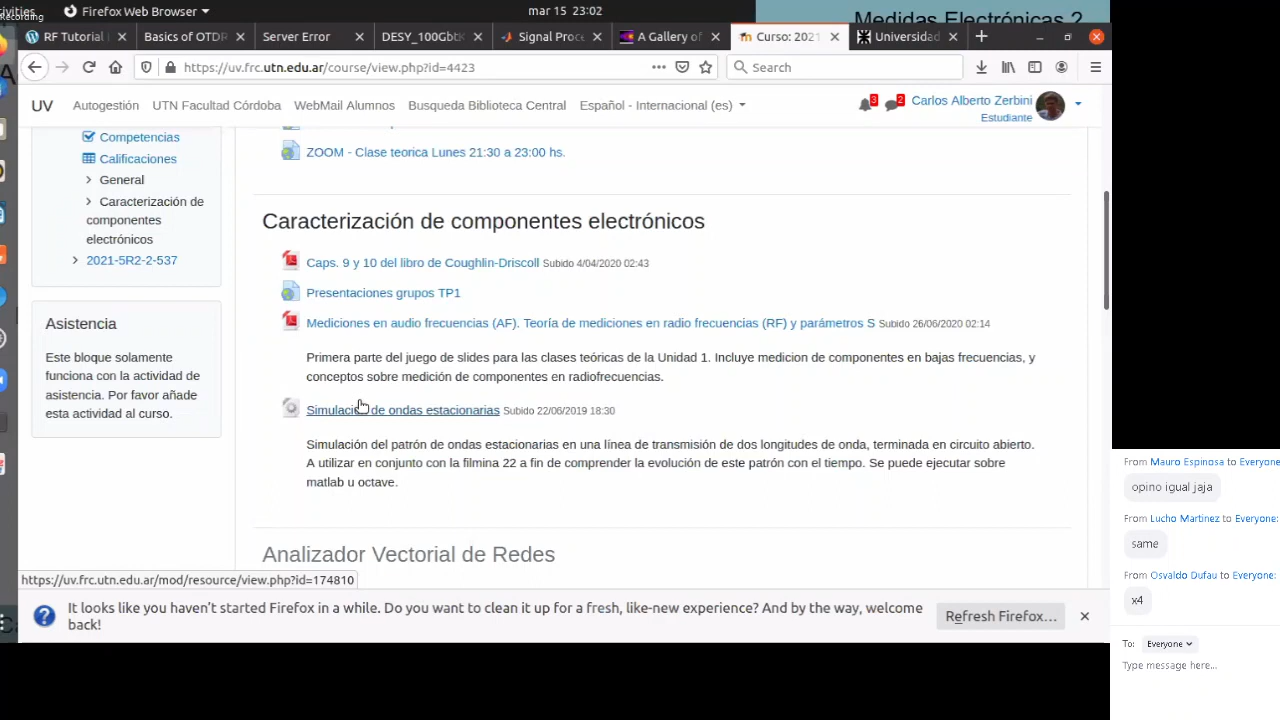 Recording
Firefox Web Browser
mar 15 23:02
Medidas Electrónicas 2
RF Tutorial
Basics of OTDR
Server Error
DESY_100Gbt
Signal Proce
A Gallery of
Curso: 2021
Universidad
https://uv.frc.utn.edu.ar/course/view.php?id=4423
Search
UV
Autogestión
UTN Facultad Córdoba
WebMail Alumnos
Busqueda Biblioteca Central
Español - Internacional (es)
3
2
Carlos Alberto Zerbini
Estudiante
Competencias
Calificaciones
General
Caracterización de
componentes
electrónicos
2021-5R2-2-537
Asistencia
Este bloque solamente
funciona con la actividad de
asistencia. Por favor añade
esta actividad al curso.
ZOOM - Clase teorica Lunes 21:30 a 23:00 hs.
Caracterización de componentes electrónicos
Caps. 9 y 10 del libro de Coughlin-Driscoll Subido 4/04/2020 02:43
Presentaciones grupos TP1
Mediciones en audio frecuencias (AF). Teoría de mediciones en radio frecuencias (RF) y parámetros S Subido 26/06/2020 02:14
Primera parte del juego de slides para las clases teóricas de la Unidad 1. Incluye medicion de componentes en bajas frecuencias, y
conceptos sobre medición de componentes en radiofrecuencias.
Simulación de ondas estacionarias Subido 22/06/2019 18:30
Simulación del patrón de ondas estacionarias en una línea de transmisión de dos longitudes de onda, terminada en circuito abierto.
A utilizar en conjunto con la filmina 22 a fin de comprender la evolución de este patrón con el tiempo. Se puede ejecutar sobre
matlab u octave.
Analizador Vectorial de Redes
https://uv.frc.utn.edu.ar/mod/resource/view.php?id=174810
It looks like you haven't started Firefox in a while. Do you want to clean it up for a fresh, like-new experience? And by the way, welcome
back!
Refresh Firefox...
From Mauro Espinosa to Everyone
opino igual jaja
From Lucho Martinez to Everyone:
same
From Osvaldo Dufau to Everyone:
x4
To: Everyone
Type message here...